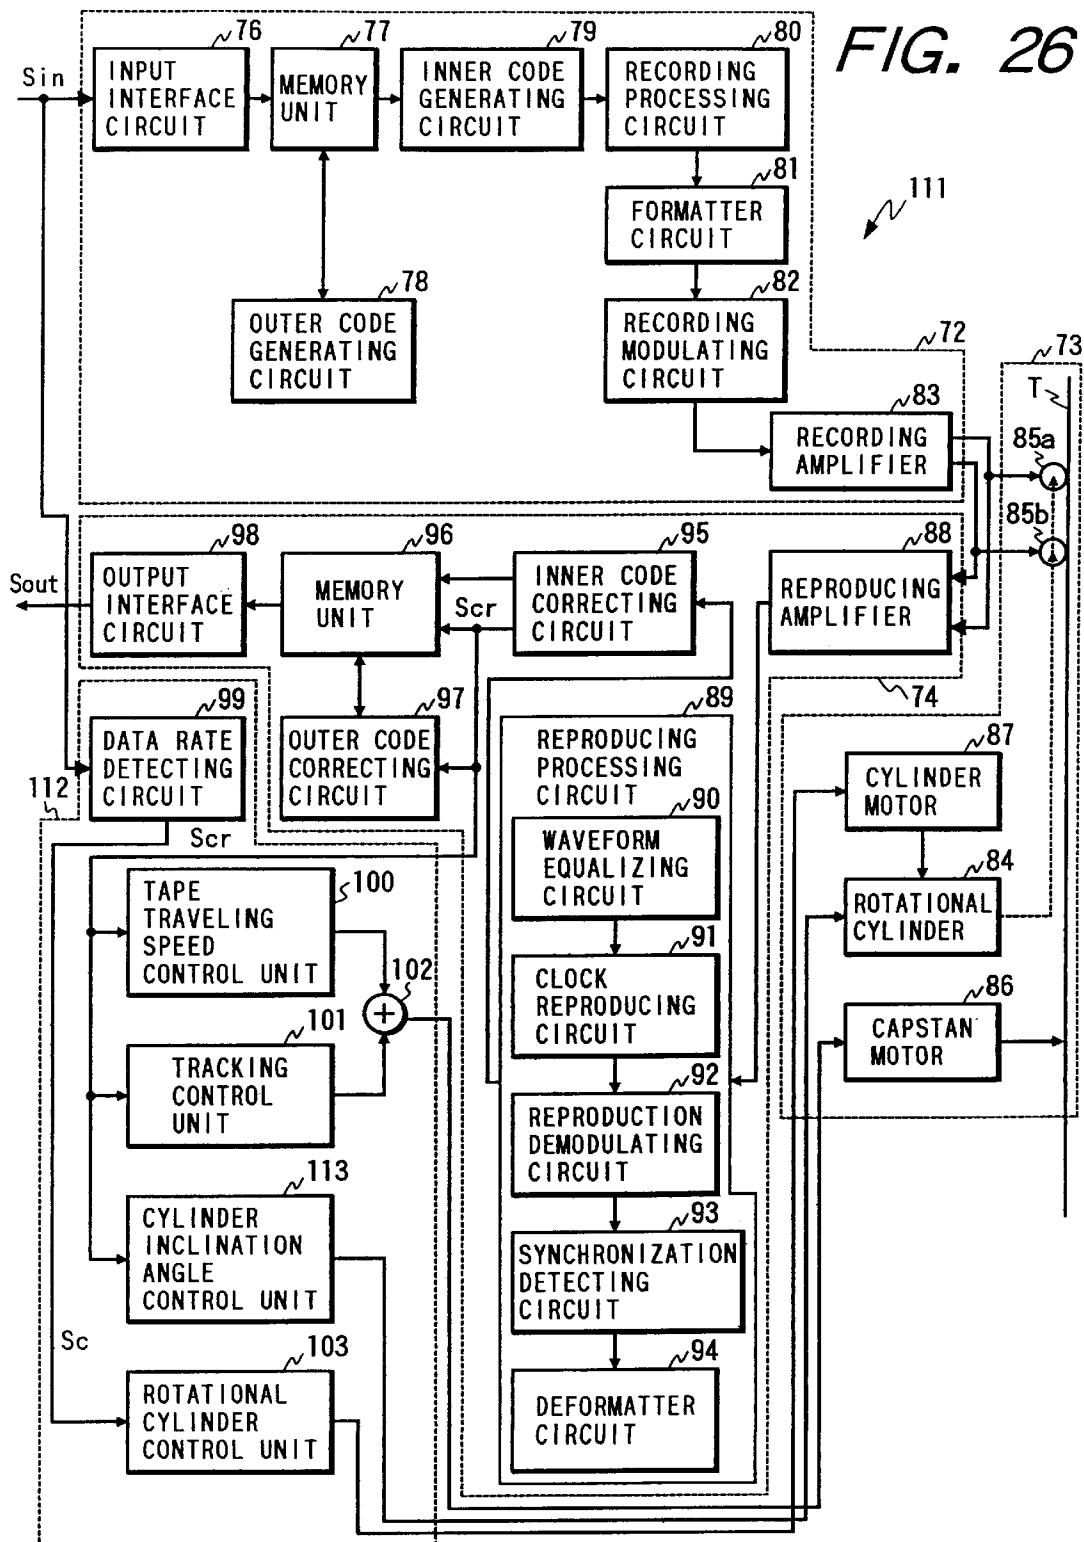 FIG. 26
111
Sin
76
INPUT
INTERFACE
CIRCUIT
77
MEMORY
UNIT
79
INNER CODE
GENERATING
CIRCUIT
80
RECORDING
PROCESSING
CIRCUIT
81
FORMATTER
CIRCUIT
78
OUTER CODE
GENERATING
CIRCUIT
82
RECORDING
MODULATING
CIRCUIT
72
73
T
83
RECORDING
AMPLIFIER
85a
85b
98
OUTPUT
INTERFACE
CIRCUIT
Sout
96
MEMORY
UNIT
Scr
95
INNER CODE
CORRECTING
CIRCUIT
88
REPRODUCING
AMPLIFIER
74
99
DATA RATE
DETECTING
CIRCUIT
112
Scr
97
OUTER CODE
CORRECTING
CIRCUIT
89
REPRODUCING
PROCESSING
CIRCUIT
90
WAVEFORM
EQUALIZING
CIRCUIT
91
CLOCK
REPRODUCING
CIRCUIT
92
REPRODUCTION
DEMODULATING
CIRCUIT
93
SYNCHRONIZATION
DETECTING
CIRCUIT
94
DEFORMATTER
CIRCUIT
87
CYLINDER
MOTOR
84
ROTATIONAL
CYLINDER
86
CAPSTAN
MOTOR
100
TAPE
TRAVELING
SPEED
CONTROL UNIT
102
+
101
TRACKING
CONTROL
UNIT
113
CYLINDER
INCLINATION
ANGLE
CONTROL UNIT
Sc
103
ROTATIONAL
CYLINDER
CONTROL UNIT